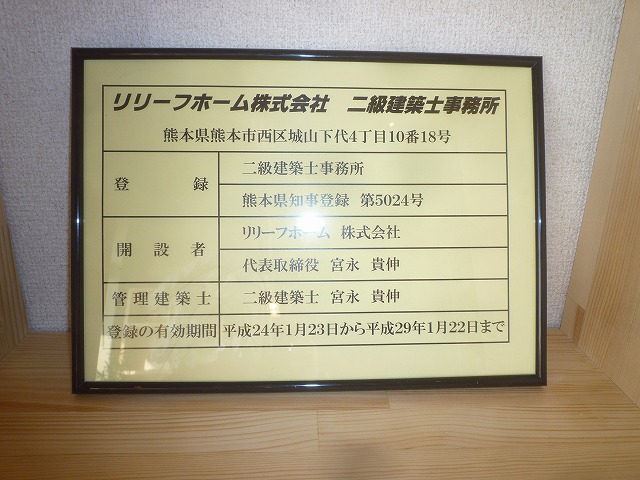 リリーフホーム株式会社 二級建築士事務所
熊本県熊本市西区城山下代4丁目10番18号
登録 二級建築士事務所
熊本県知事登録 第5024号
開設者 リリーフホーム 株式会社
代表取締役 宮永 貴伸
管理建築士 二級建築士 宮永 貴伸
登録の有効期間 平成24年1月23日から平成29年1月22日まで